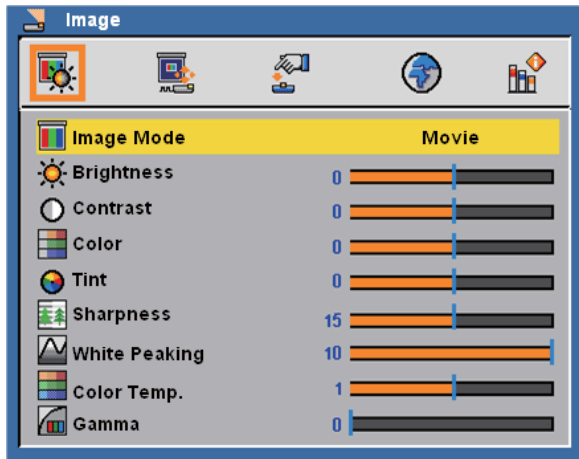 Image
Image Mode Movie
Brightness 0
Contrast 0
Color 0
Tint 0
Sharpness 15
White Peaking 10
Color Temp. 1
Gamma 0